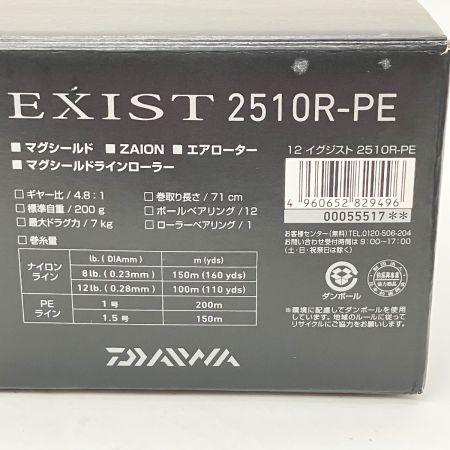 EXIST 2510R-PE
■ マグシールド ■ ZAION ■ エアローター
■ マグシールドラインローラー
□ ギャー比 / 4.8:1 □ 巻取り長さ / 71 cm
□ 標準自重 / 200 g □ ボールベアリング / 12
□ 最大ドラグ力 / 7 kg □ ローラーベアリング / 1
□ 巻糸量
lb. ( DIAmm ) m (yds)
ナイロンライン 8 lb. ( 0.23mm ) 150m (160 yds)
12 lb. ( 0.28mm ) 100m (110 yds)
PEライン 1 号 200m
1.5 号 150m
DAIWA
12 イグジスト 2510R-PE
4 960652 829496
00055517**
お客様センター(無料)TEL.0120-506-204
お問い合わせ受付時間は 9:00〜17:00
(土・日・祝祭日は除く)
ダンボール
※環境に配慮してダンボールを使用
しています。地域のルールに従って
リサイクルにご協力をお願いします。